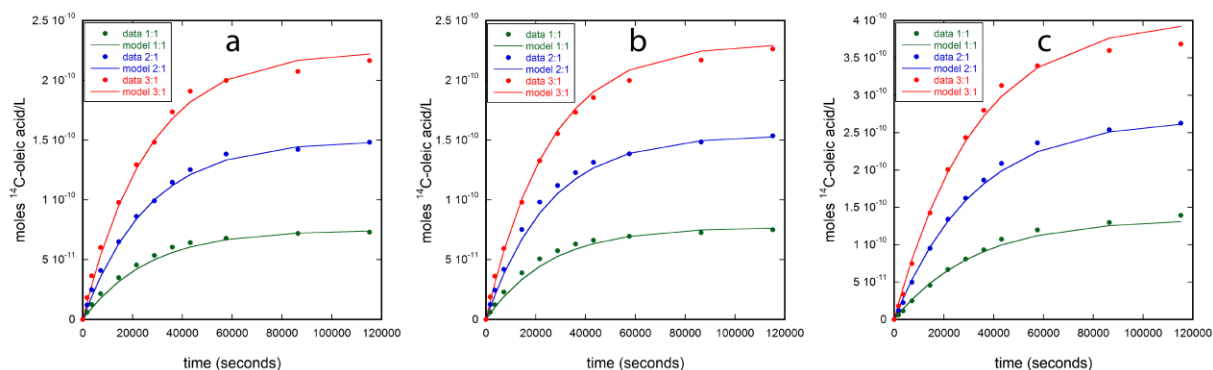 a
data 1:1
model 1:1
data 2:1
model 2:1
data 3:1
model 3:1
2.5 10⁻¹⁰
2 10⁻¹⁰
1.5 10⁻¹⁰
1 10⁻¹⁰
5 10⁻¹¹
0
moles ¹⁴C-oleic acid/L
0 20000 40000 60000 80000 100000 120000
time (seconds)
b
data 1:1
model 1:1
data 2:1
model 2:1
data 3:1
model 3:1
2.5 10⁻¹⁰
2 10⁻¹⁰
1.5 10⁻¹⁰
1 10⁻¹⁰
5 10⁻¹¹
0
moles ¹⁴C-oleic acid/L
0 20000 40000 60000 80000 100000 120000
time (seconds)
c
data 1:1
model 1:1
data 2:1
model 2:1
data 3:1
model 3:1
4 10⁻¹⁰
3.5 10⁻¹⁰
3 10⁻¹⁰
2.5 10⁻¹⁰
2 10⁻¹⁰
1.5 10⁻¹⁰
1 10⁻¹⁰
5 10⁻¹¹
0
moles ¹⁴C-oleic acid/L
0 20000 40000 60000 80000 100000 120000
time (seconds)